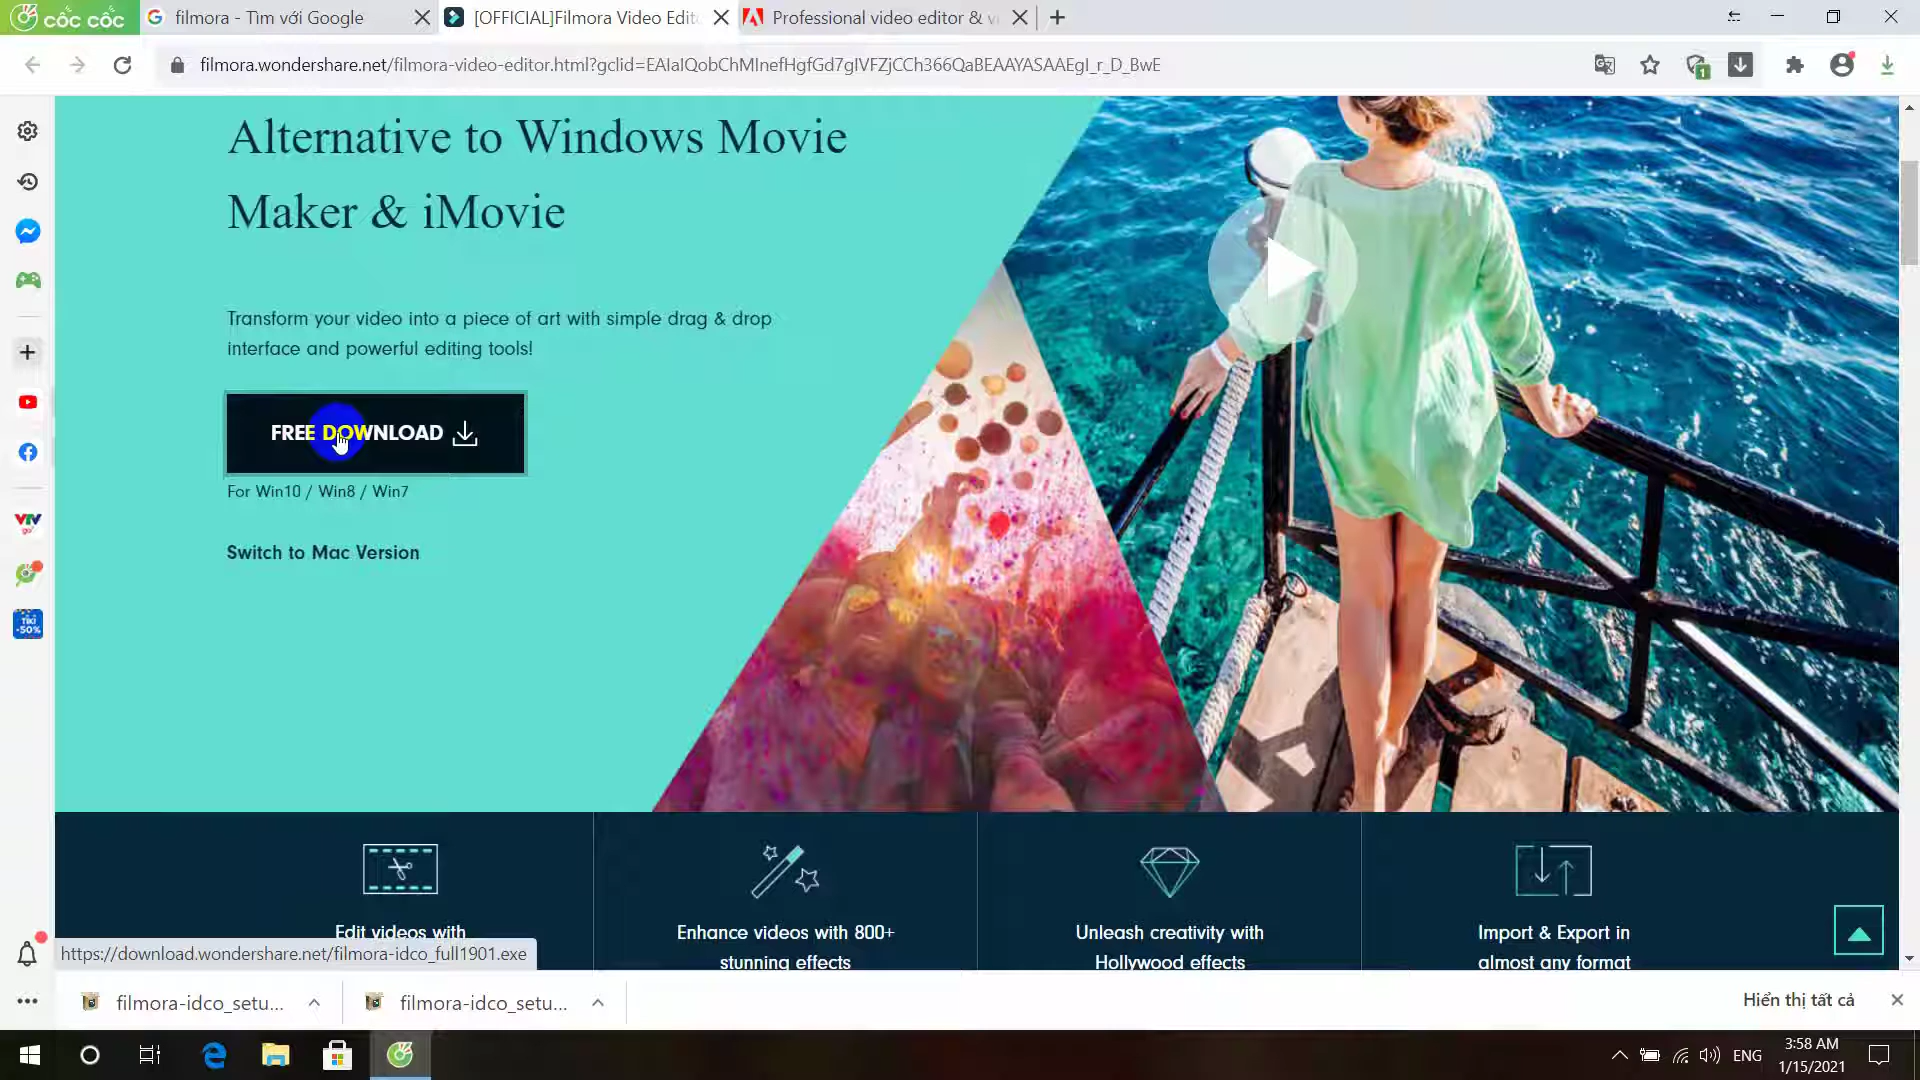 cốc cốc
filmora - Tìm với Google
[OFFICIAL]Filmora Video Edit
Professional video editor & v
filmora.wondershare.net/filmora-video-editor.html?gclid=EAIaIQobChMInefHgfGd7gIVFZjCCh366QaBEAAYASAAEgI_r_D_BwE
1
Alternative to Windows Movie
Maker & iMovie
Transform your video into a piece of art with simple drag & drop
interface and powerful editing tools!
FREE DOWNLOAD
For Win10 / Win8 / Win7
Switch to Mac Version
VTV
go
TIKI
-50%
Edit videos with
Enhance videos with 800+
stunning effects
Unleash creativity with
Hollywood effects
Import & Export in
almost any format
https://download.wondershare.net/filmora-idco_full1901.exe
filmora-idco_setu...
filmora-idco_setu...
Hiển thị tất cả
ENG
3:58 AM
1/15/2021